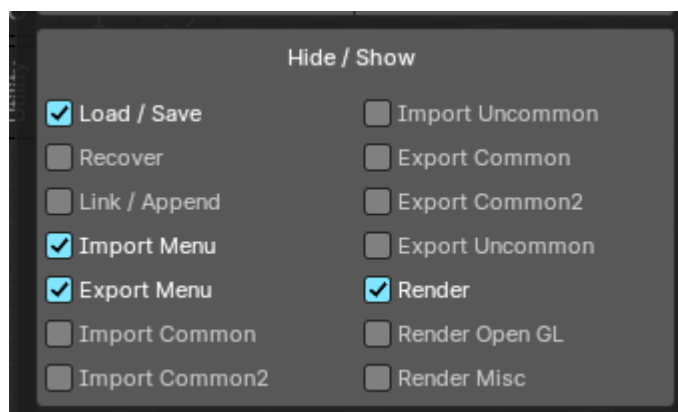 Hide / Show
Load / Save
Recover
Link / Append
Import Menu
Export Menu
Import Common
Import Common2
Import Uncommon
Export Common
Export Common2
Export Uncommon
Render
Render Open GL
Render Misc